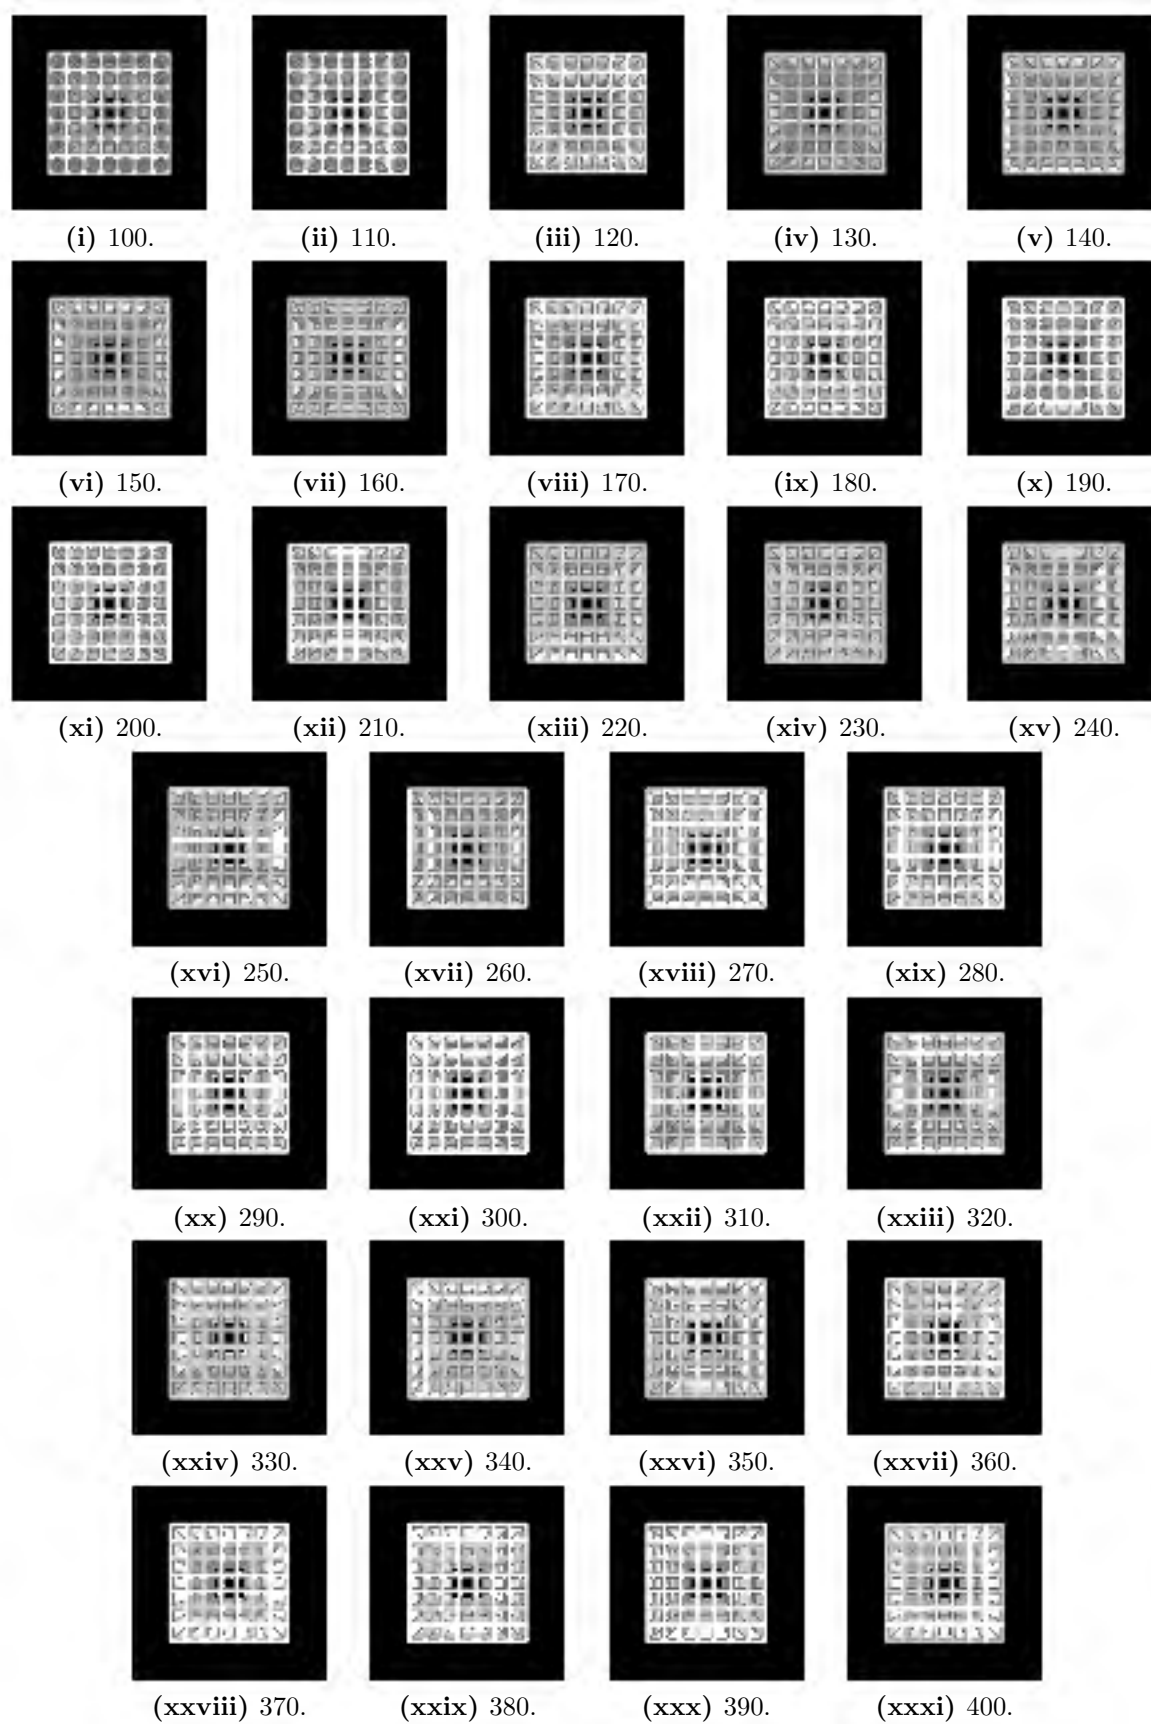 (i) 100. (ii) 110. (iii) 120. (iv) 130. (v) 140.
(vi) 150. (vii) 160. (viii) 170. (ix) 180. (x) 190.
(xi) 200. (xii) 210. (xiii) 220. (xiv) 230. (xv) 240.
(xvi) 250. (xvii) 260. (xviii) 270. (xix) 280.
(xx) 290. (xxi) 300. (xxii) 310. (xxiii) 320.
(xxiv) 330. (xxv) 340. (xxvi) 350. (xxvii) 360.
(xxviii) 370. (xxix) 380. (xxx) 390. (xxxi) 400.